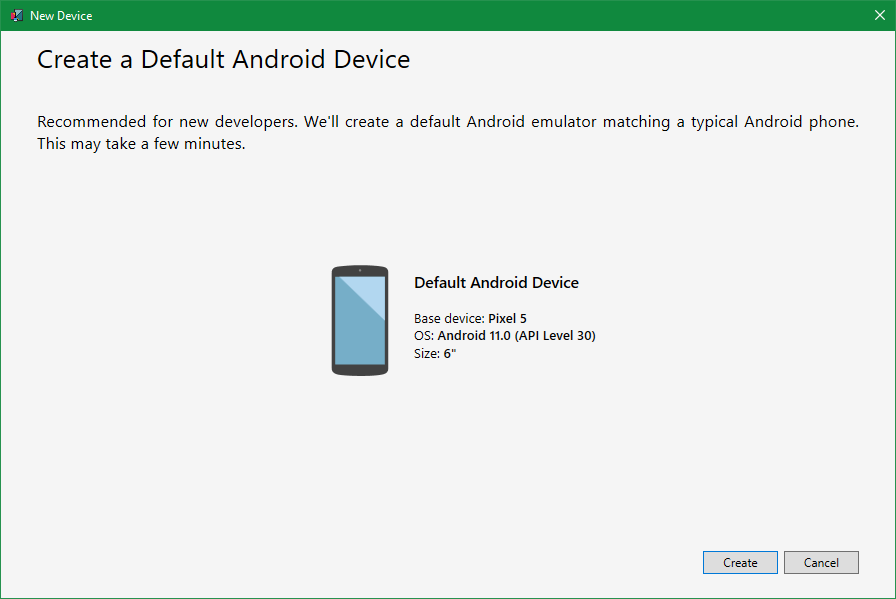 New Device
Create a Default Android Device
Recommended for new developers. We'll create a default Android emulator matching a typical Android phone.
This may take a few minutes.
Default Android Device
Base device: Pixel 5
OS: Android 11.0 (API Level 30)
Size: 6"
Create
Cancel